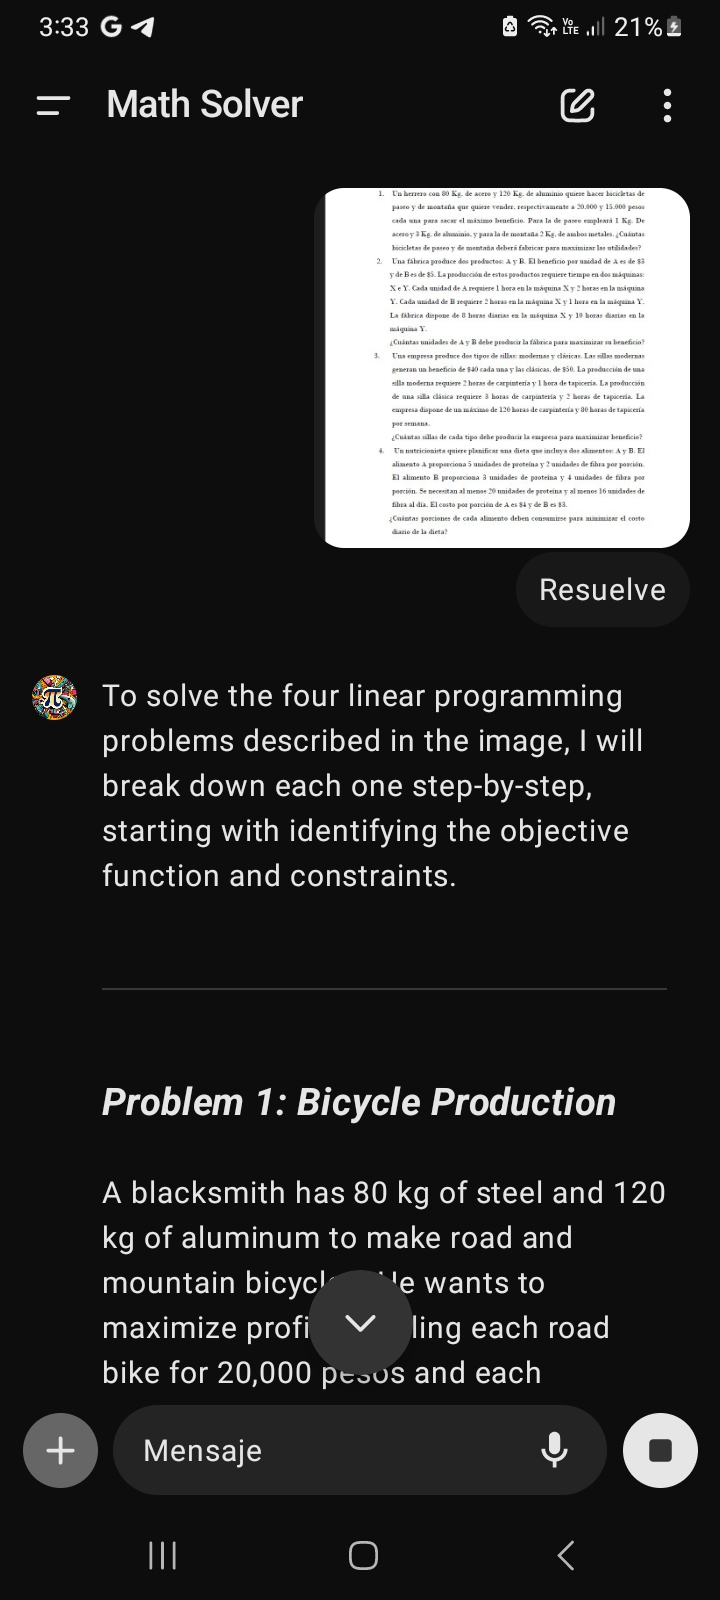 3:33
Vo
LTE
21%
Math Solver
1. Un herrero con 80 Kg. de acero y 120 Kg. de aluminio quiere hacer bicicletas de
paseo y de montaña que quiere vender, respectivamente a 20.000 y 15.000 pesos
cada una para sacar el máximo beneficio. Para la de paseo empleará 1 Kg. De
acero y 3 Kg. de aluminio, y para la de montaña 2 Kg. de ambos metales. ¿Cuántas
bicicletas de paseo y de montaña deberá fabricar para maximizar las utilidades?
2. Una fábrica produce dos productos: A y B. El beneficio por unidad de A es de $3
y de B es de $5. La producción de estos productos requiere tiempo en dos máquinas:
X e Y. Cada unidad de A requiere 1 hora en la máquina X y 2 horas en la máquina
Y. Cada unidad de B requiere 2 horas en la máquina X y 1 hora en la máquina Y.
La fábrica dispone de 8 horas diarias en la máquina X y 10 horas diarias en la
máquina Y.
¿Cuántas unidades de A y B debe producir la fábrica para maximizar su beneficio?
3. Una empresa produce dos tipos de sillas: modernas y clásicas. Las sillas modernas
generan un beneficio de $40 cada una y las clásicas, de $50. La producción de una
silla moderna requiere 2 horas de carpintería y 1 hora de tapicería. La producción
de una silla clásica requiere 3 horas de carpintería y 2 horas de tapicería. La
empresa dispone de un máximo de 120 horas de carpintería y 80 horas de tapicería
por semana.
¿Cuántas sillas de cada tipo debe producir la empresa para maximizar beneficio?
4. Un nutricionista quiere planificar una dieta que incluya dos alimentos: A y B. El
alimento A proporciona 5 unidades de proteína y 2 unidades de fibra por porción.
El alimento B proporciona 3 unidades de proteína y 4 unidades de fibra por
porción. Se necesitan al menos 20 unidades de proteína y al menos 16 unidades de
fibra al día. El costo por porción de A es $4 y de B es $3.
¿Cuántas porciones de cada alimento deben consumirse para minimizar el costo
diario de la dieta?
Resuelve
To solve the four linear programming
problems described in the image, I will
break down each one step-by-step,
starting with identifying the objective
function and constraints.
Problem 1: Bicycle Production
A blacksmith has 80 kg of steel and 120
kg of aluminum to make road and
mountain wants to
maximize each road
bike for 20,000 pesos and each
Mensaje